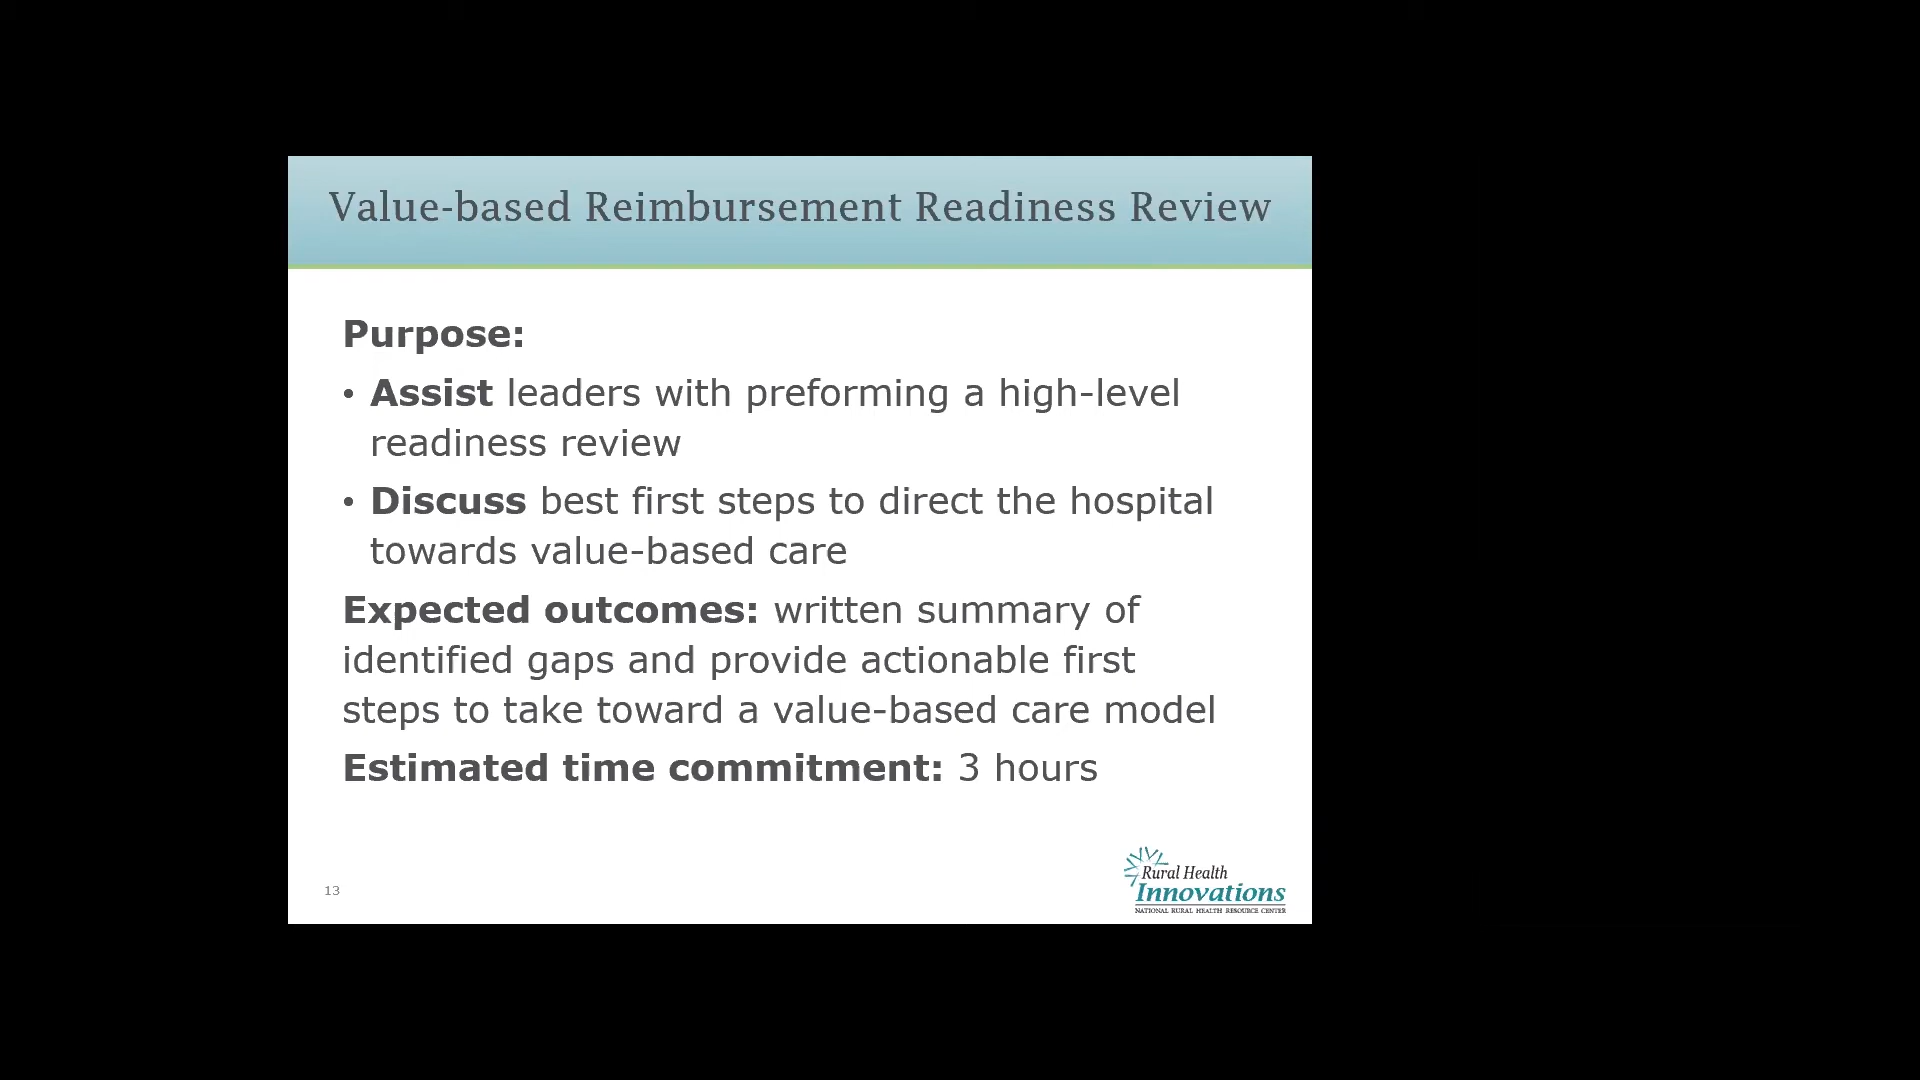 Value-based Reimbursement Readiness Review
Purpose:
• Assist leaders with preforming a high-level
readiness review
• Discuss best first steps to direct the hospital
towards value-based care
Expected outcomes: written summary of
identified gaps and provide actionable first
steps to take toward a value-based care model
Estimated time commitment: 3 hours
13
Rural Health
Innovations
NATIONAL RURAL HEALTH RESOURCE CENTER